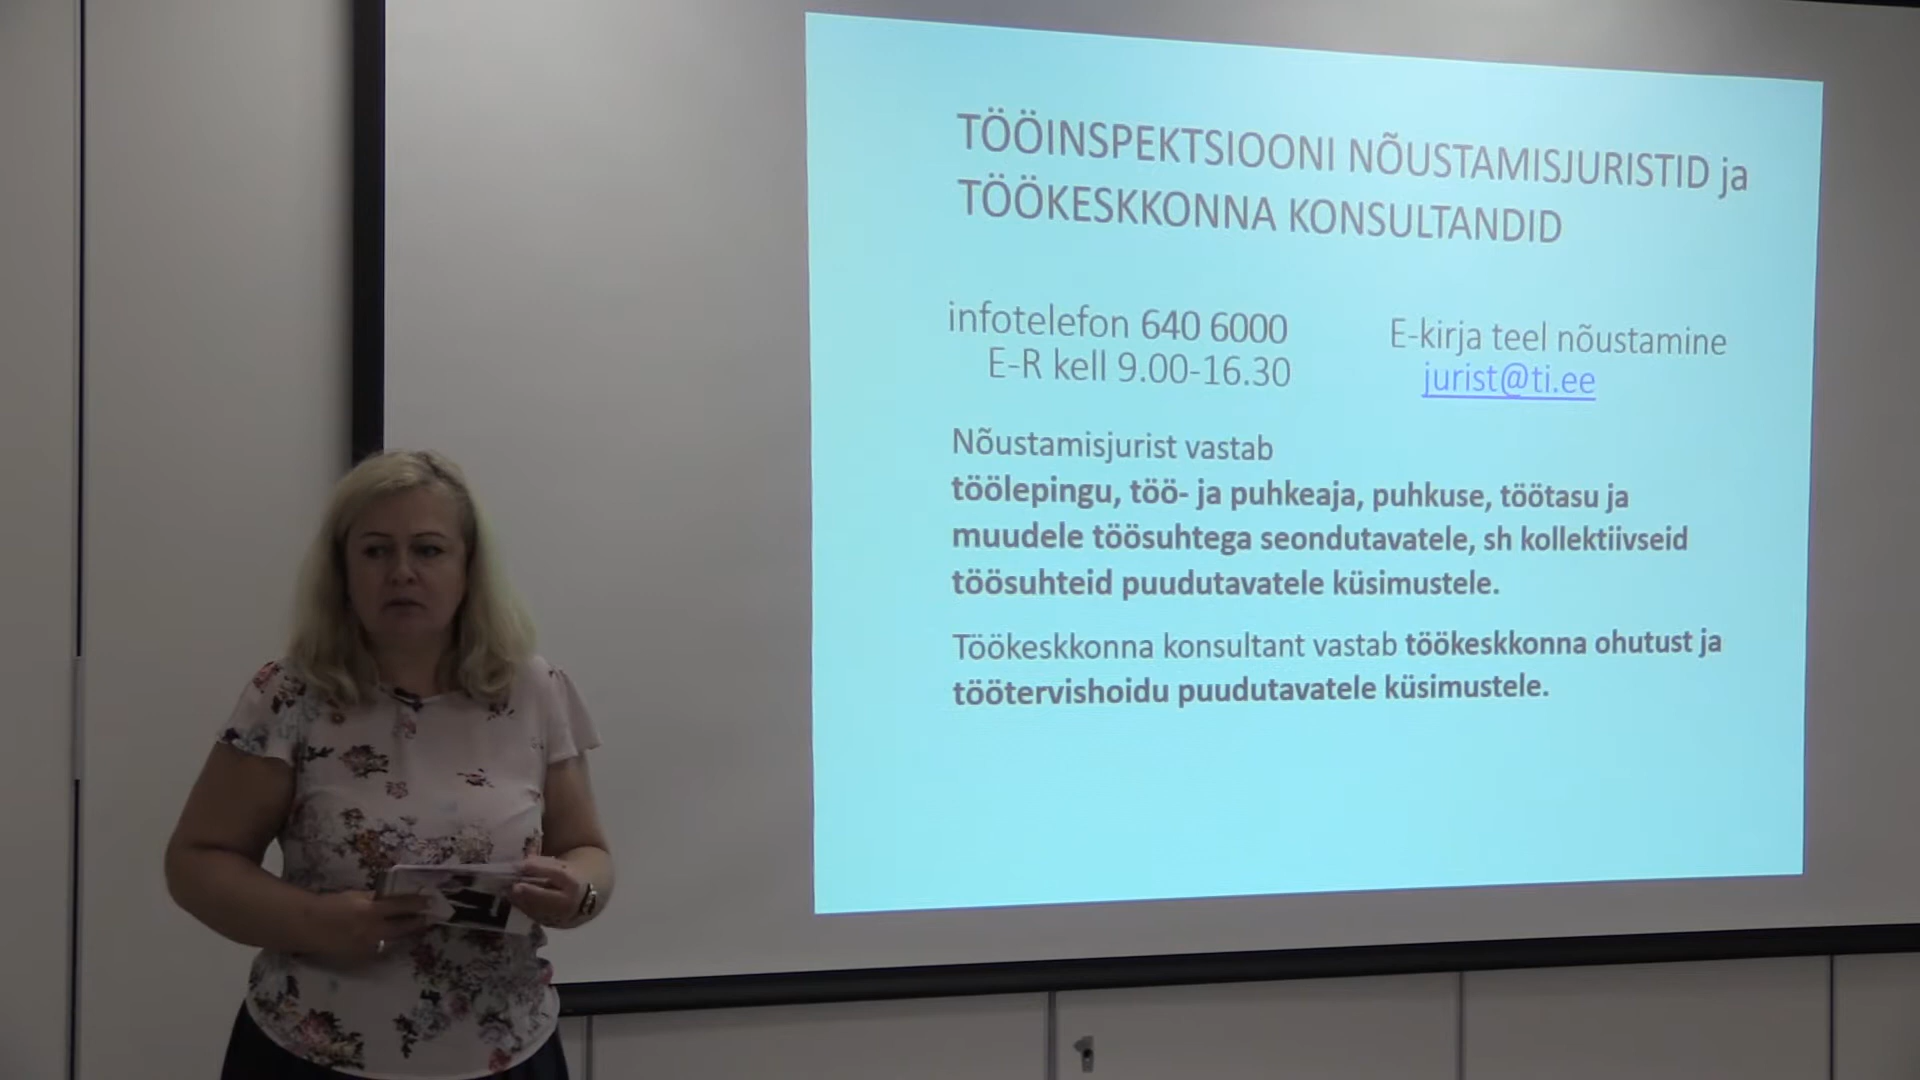 TÖÖINSPEKTSIOONI NÕUSTAMISJURISTID ja
TÖÖKESKKONNA KONSULTANDID
infotelefon 640 6000
E-R kell 9.00-16.30
E-kirja teel nõustamine
jurist@ti.ee
Nõustamisjurist vastab
töölepingu, töö- ja puhkeaja, puhkuse, töötasu ja
muudele töösuhtega seondutavatele, sh kollektiivseid
töösuhteid puudutavatele küsimustele.
Töökeskkonna konsultant vastab töökeskkonna ohutust ja
töötervishoidu puudutavatele küsimustele.